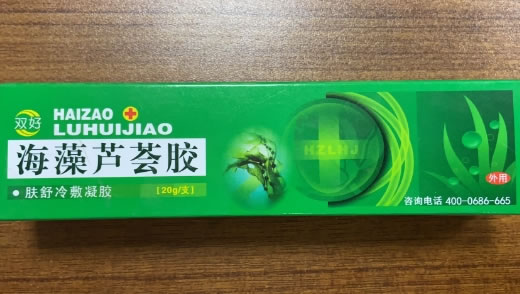 双好
HAIZAO
LUHUIJIAO
海藻芦荟胶
肤舒冷敷凝胶
[20g/支]
HZLHJ
外用
咨询电话 400-0686-665